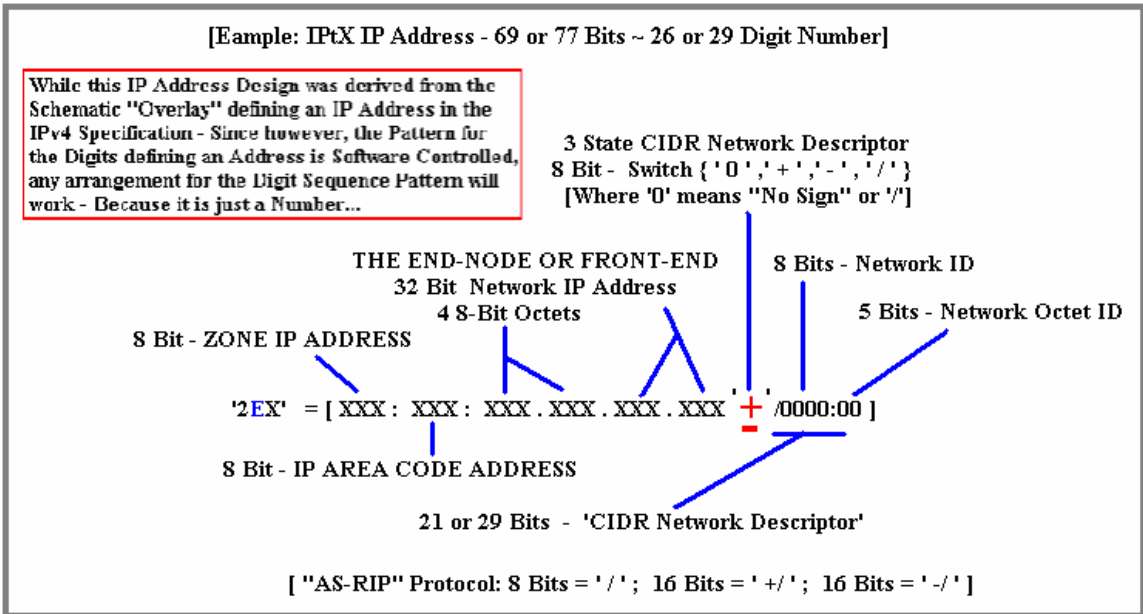 [Eample: IPtX IP Address - 69 or 77 Bits ~ 26 or 29 Digit Number]
While this IP Address Design was derived from the
Schematic "Overlay" defining an IP Address in the
IPv4 Specification - Since however, the Pattern for
the Digits defining an Address is Software Controlled,
any arrangement for the Digit Sequence Pattern will
work - Because it is just a Number...
3 State CIDR Network Descriptor
8 Bit - Switch { ' 0 ' ,' + ' ,' - ' , ' / ' }
[Where '0' means "No Sign" or '/']
THE END-NODE OR FRONT-END
32 Bit Network IP Address
4 8-Bit Octets
8 Bits - Network ID
5 Bits - Network Octet ID
8 Bit - ZONE IP ADDRESS
'2EX' = [ XXX : XXX : XXX . XXX . XXX . XXX ' + - ' /0000:00 ]
8 Bit - IP AREA CODE ADDRESS
21 or 29 Bits - 'CIDR Network Descriptor'
[ "AS-RIP" Protocol: 8 Bits = ' / ' ; 16 Bits = ' +/ ' ; 16 Bits = ' -/ ' ]